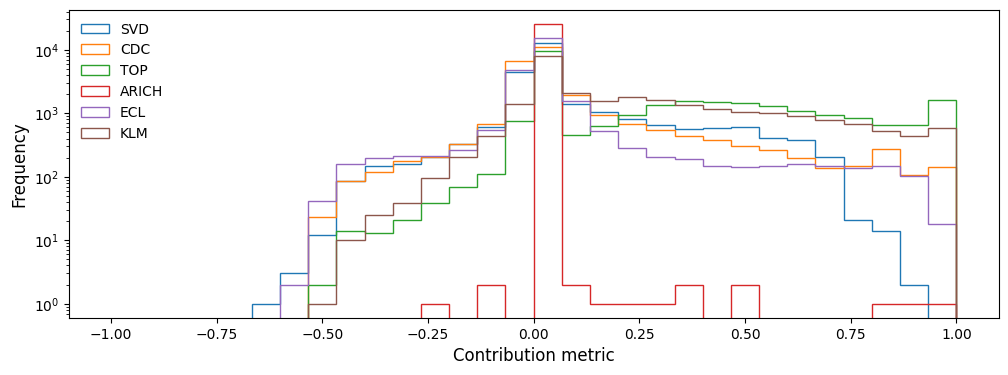 SVD
CDC
TOP
ARICH
ECL
KLM
Frequency
10⁴
10³
10²
10¹
10⁰
−1.00 −0.75 −0.50 −0.25 0.00 0.25 0.50 0.75 1.00
Contribution metric